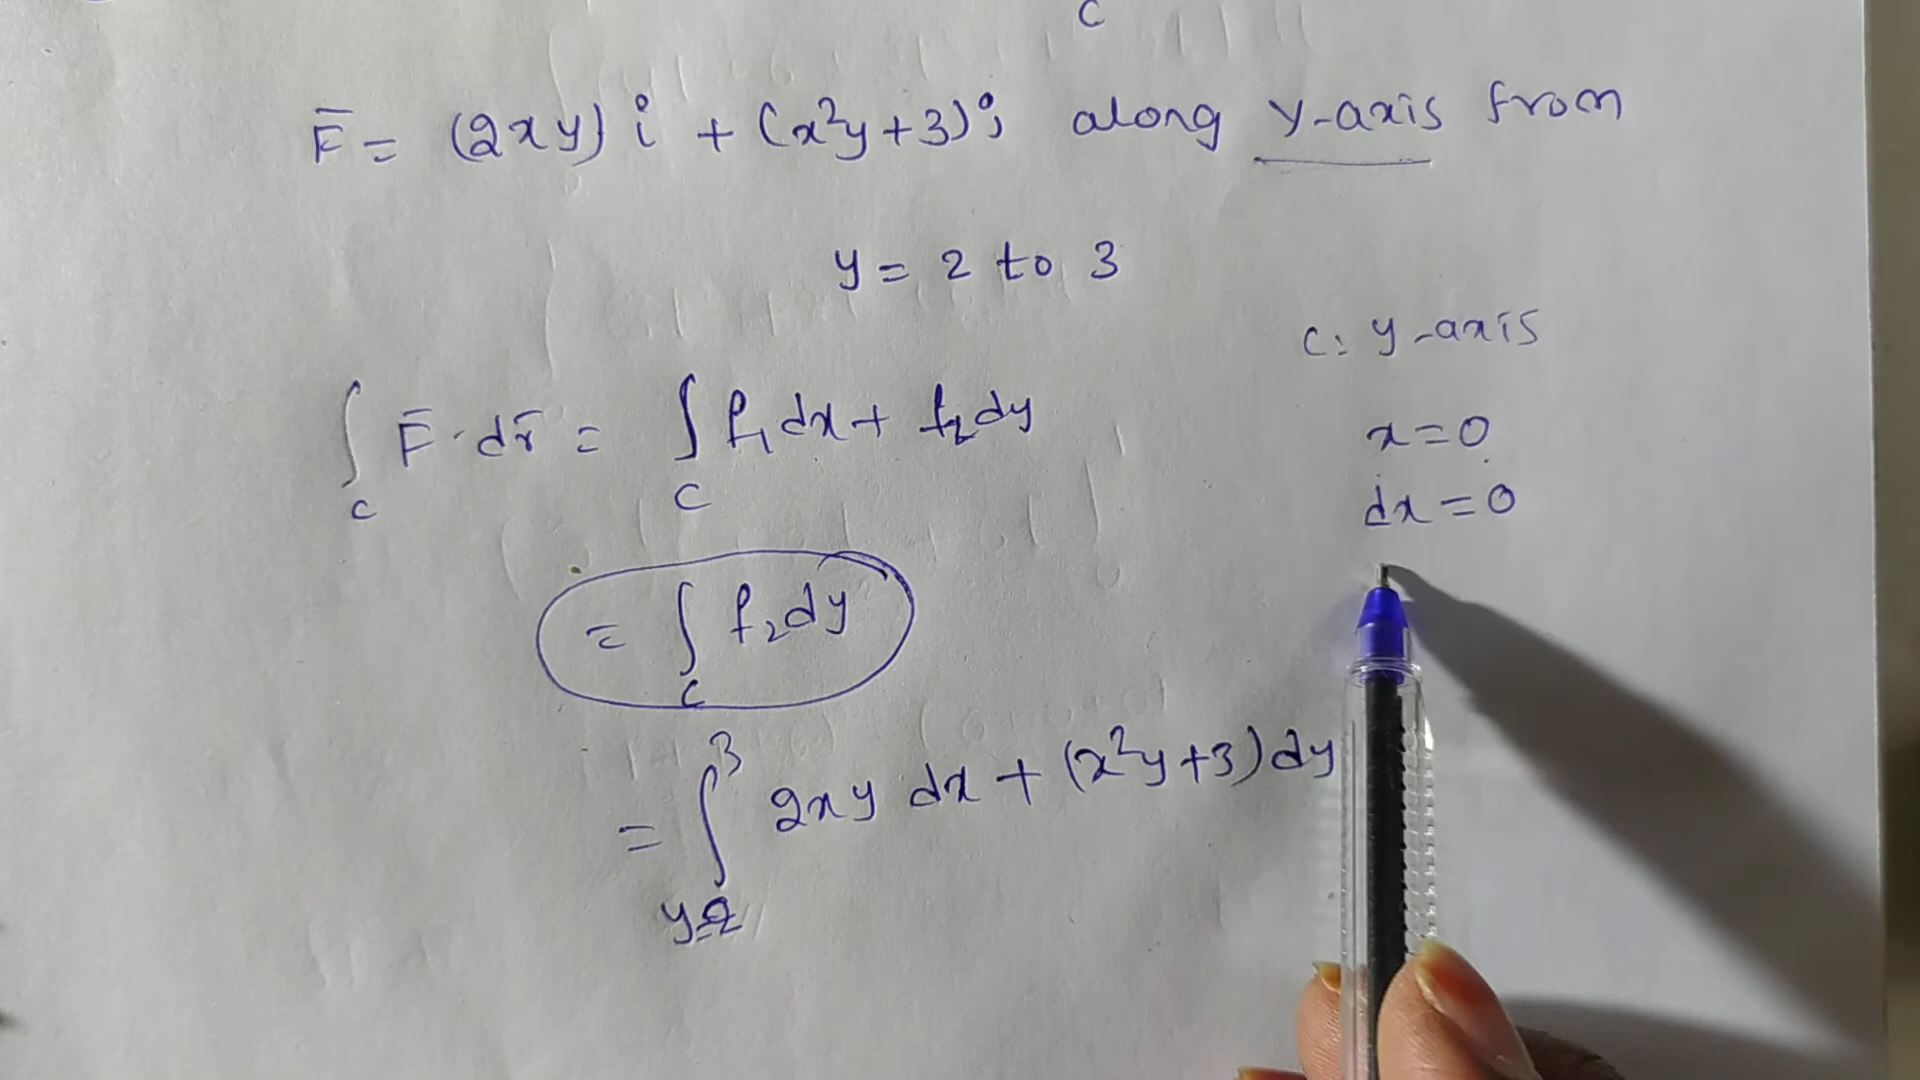 C
F̅ = (2xy) i + (x²y+3) j along y-axis from
y = 2 to 3
C: y-axis
∫ F̅ · dr̅ = ∫ f₁dx + f₂dy
C C
x=0
dx=0
= ∫ f₂dy
C
3
= ∫ 2xy dx + (x²y+3) dy
y=2